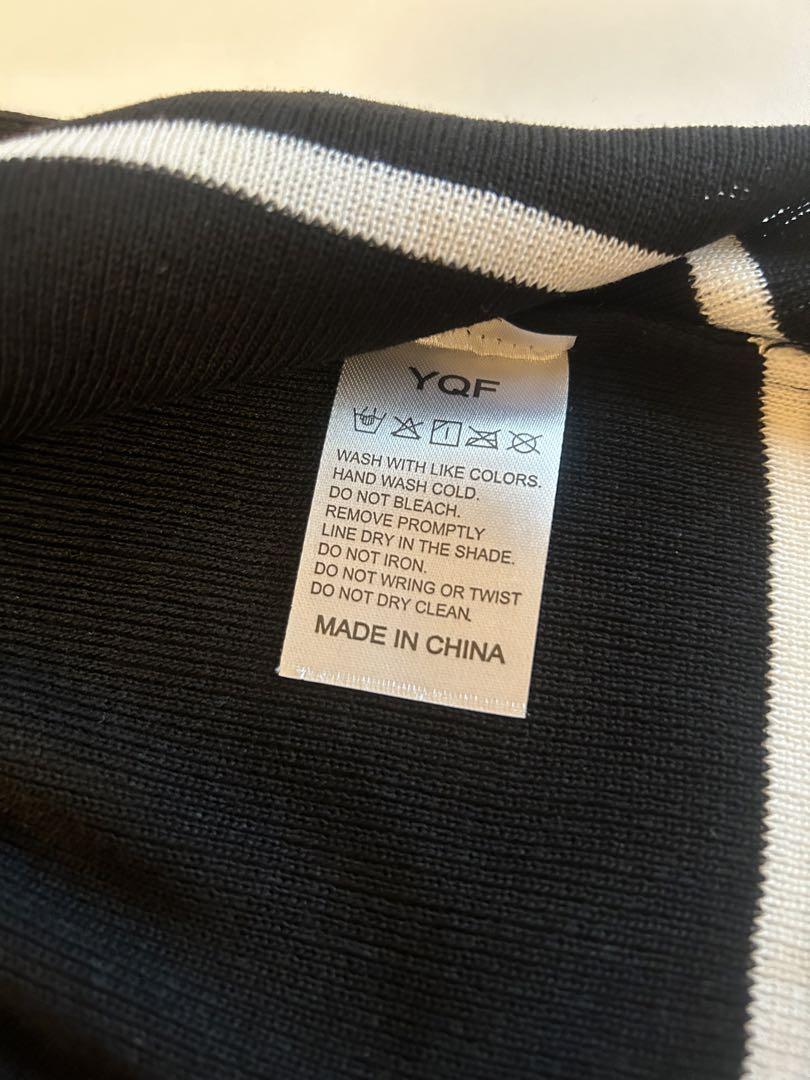 YQF
WASH WITH LIKE COLORS.
HAND WASH COLD.
DO NOT BLEACH.
REMOVE PROMPTLY
LINE DRY IN THE SHADE.
DO NOT IRON.
DO NOT WRING OR TWIST
DO NOT DRY CLEAN.
MADE IN CHINA